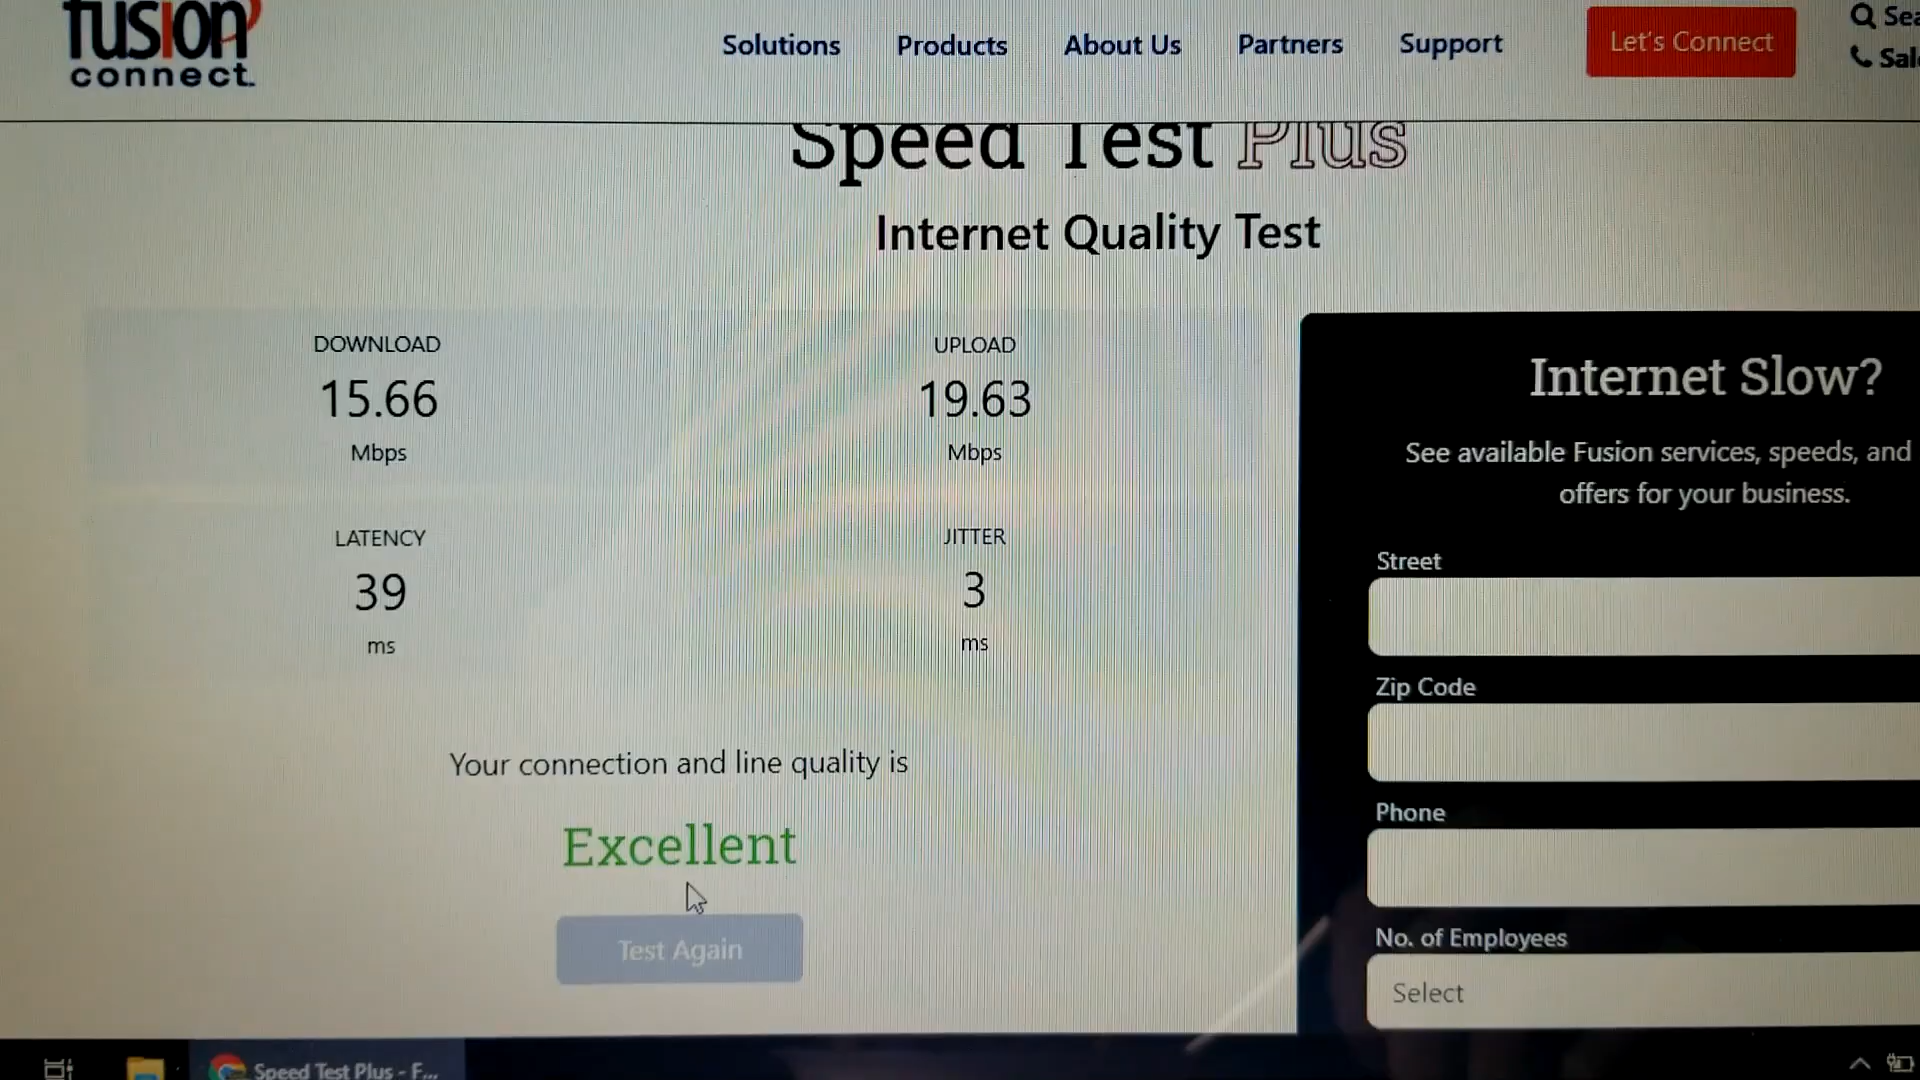 fusion
connect.
Solutions Products About Us Partners Support Let's Connect
Speed Test Plus
Internet Quality Test
DOWNLOAD UPLOAD
15.66 19.63
Mbps Mbps
LATENCY JITTER
39 3
ms ms
Your connection and line quality is
Excellent
Test Again
Internet Slow?
See available Fusion services, speeds, and
offers for your business.
Street
Zip Code
Phone
No. of Employees
Select
Speed Test Plus - F...